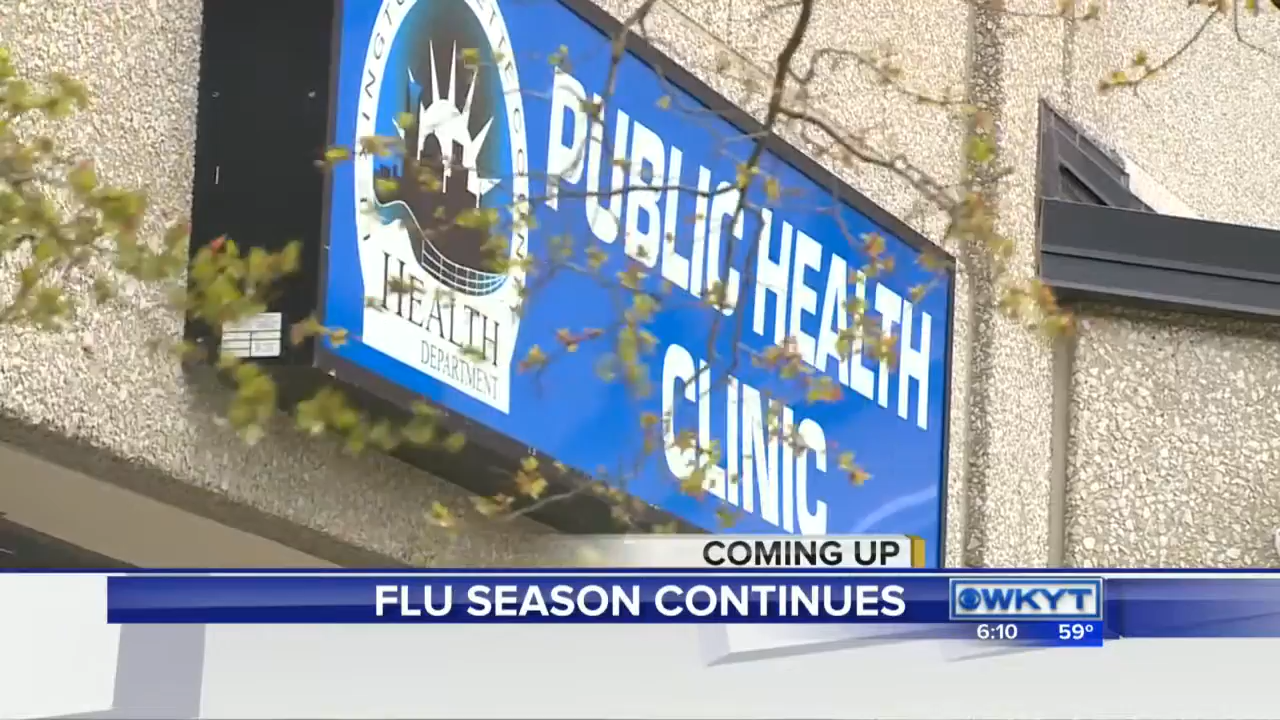 PUBLIC HEALTH
CLINIC
HEALTH
DEPARTMENT
COMING UP
FLU SEASON CONTINUES
WKYT
6:10 59°